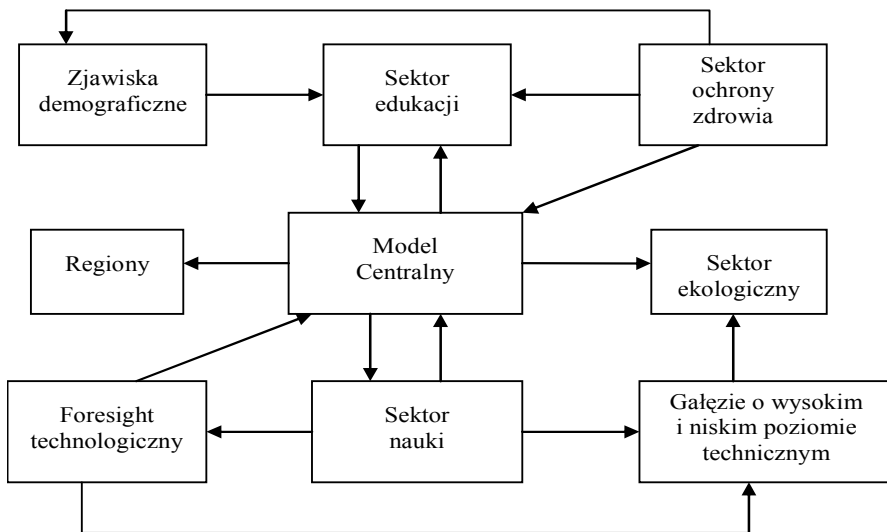 Zjawiska
demograficzne
Sektor
edukacji
Sektor
ochrony
zdrowia
Regiony
Model
Centralny
Sektor
ekologiczny
Foresight
technologiczny
Sektor
nauki
Gałęzie o wysokim
i niskim poziomie
technicznym